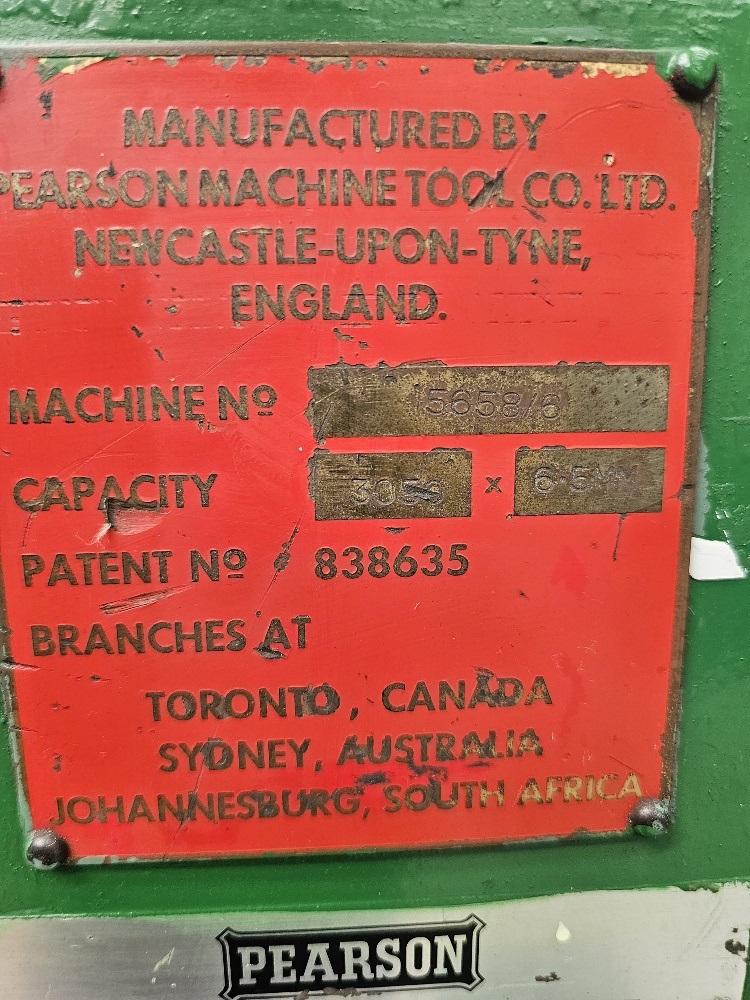 MANUFACTURED BY
PEARSON MACHINE TOOL CO. LTD.
NEWCASTLE-UPON-TYNE,
ENGLAND.
MACHINE Nº 5658/6
CAPACITY x 6·5MM
PATENT Nº 838635
BRANCHES AT
TORONTO, CANADA
SYDNEY, AUSTRALIA
JOHANNESBURG, SOUTH AFRICA
PEARSON